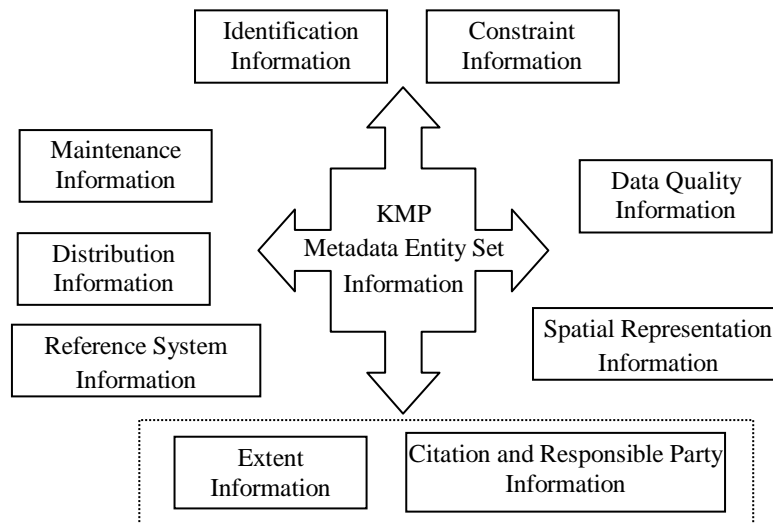 Identification
Information
Constraint
Information
Maintenance
Information
KMP
Metadata Entity Set
Information
Data Quality
Information
Distribution
Information
Reference System
Information
Spatial Representation
Information
Extent
Information
Citation and Responsible Party
Information